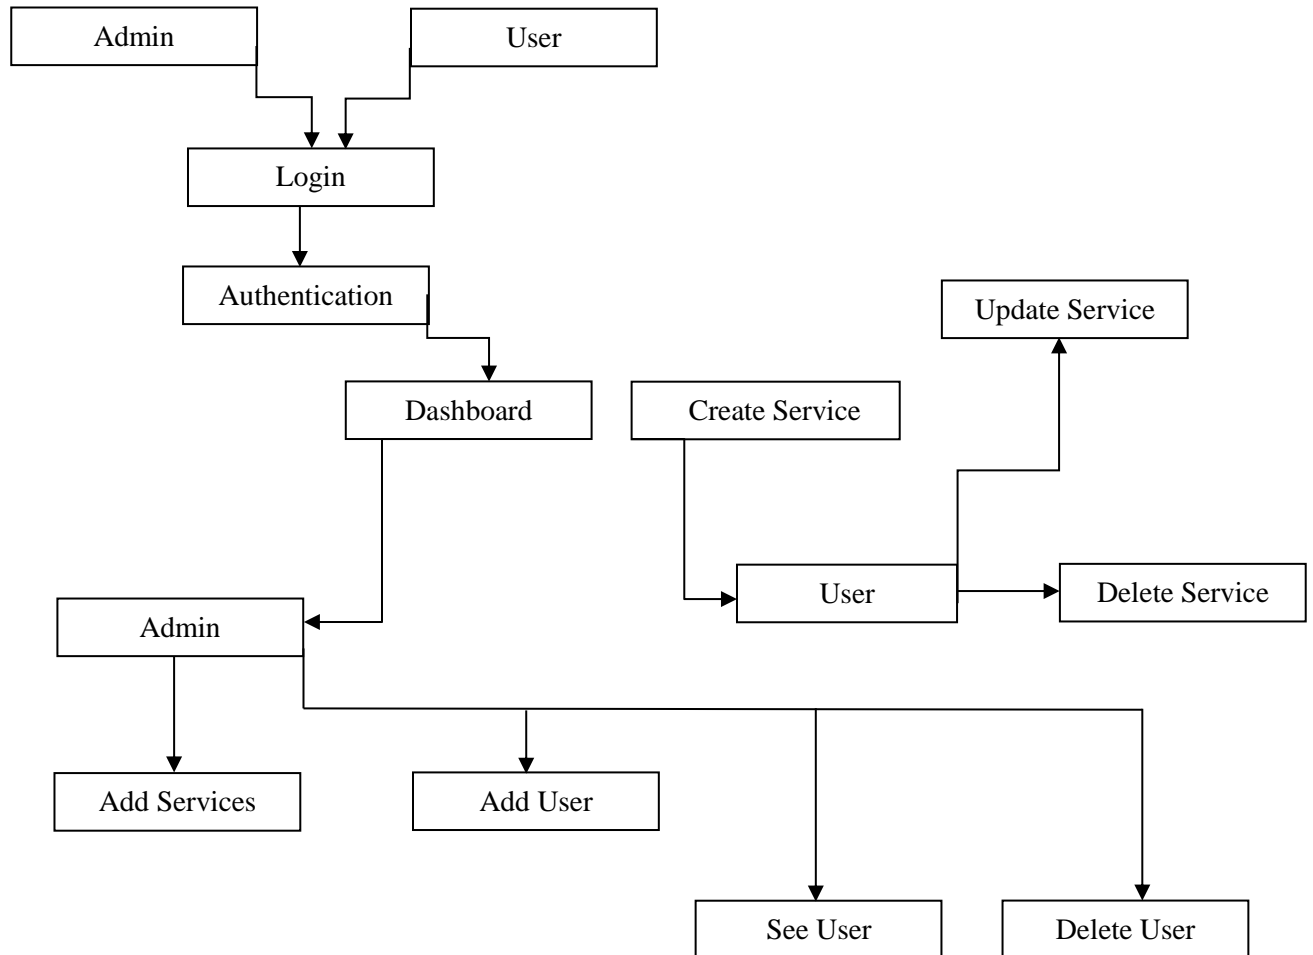 Admin
User
Login
Authentication
Update Service
Dashboard
Create Service
User
Delete Service
Admin
Add Services
Add User
See User
Delete User